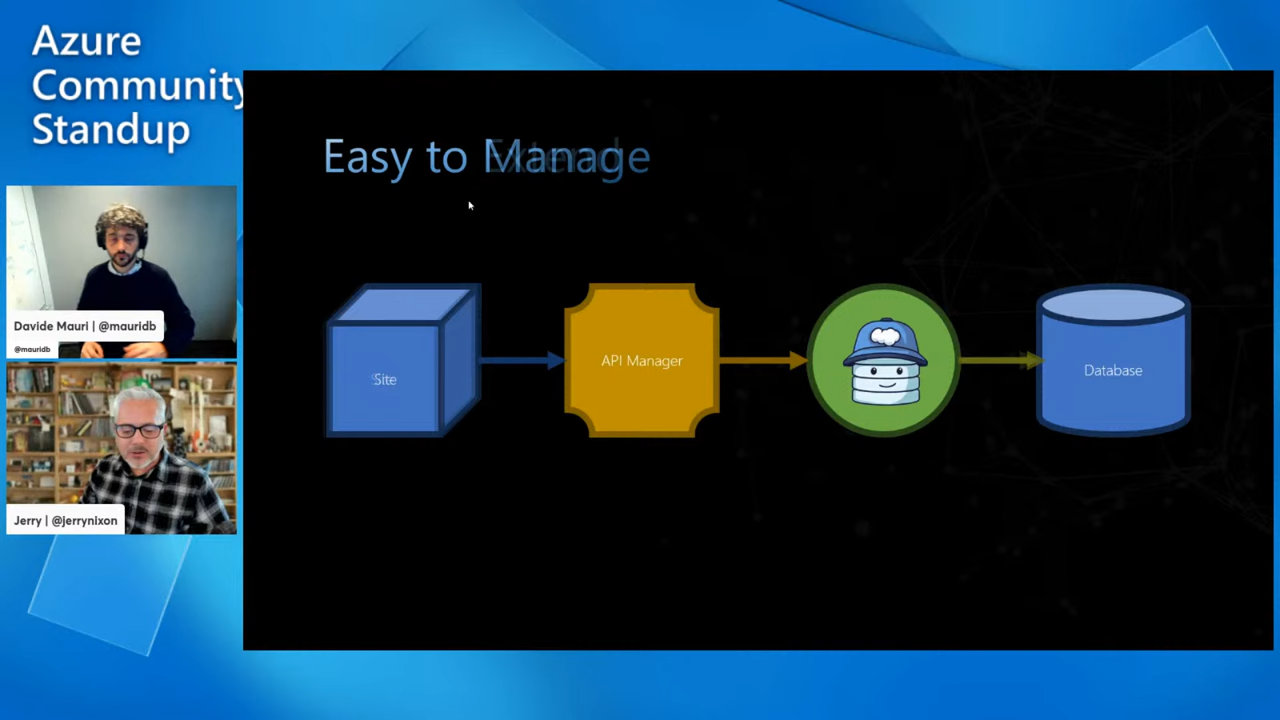 Azure
Community
Standup
Easy to Manage
Site
API Manager
Database
Davide Mauri | @mauridb
@mauridb
Jerry | @jerrynixon